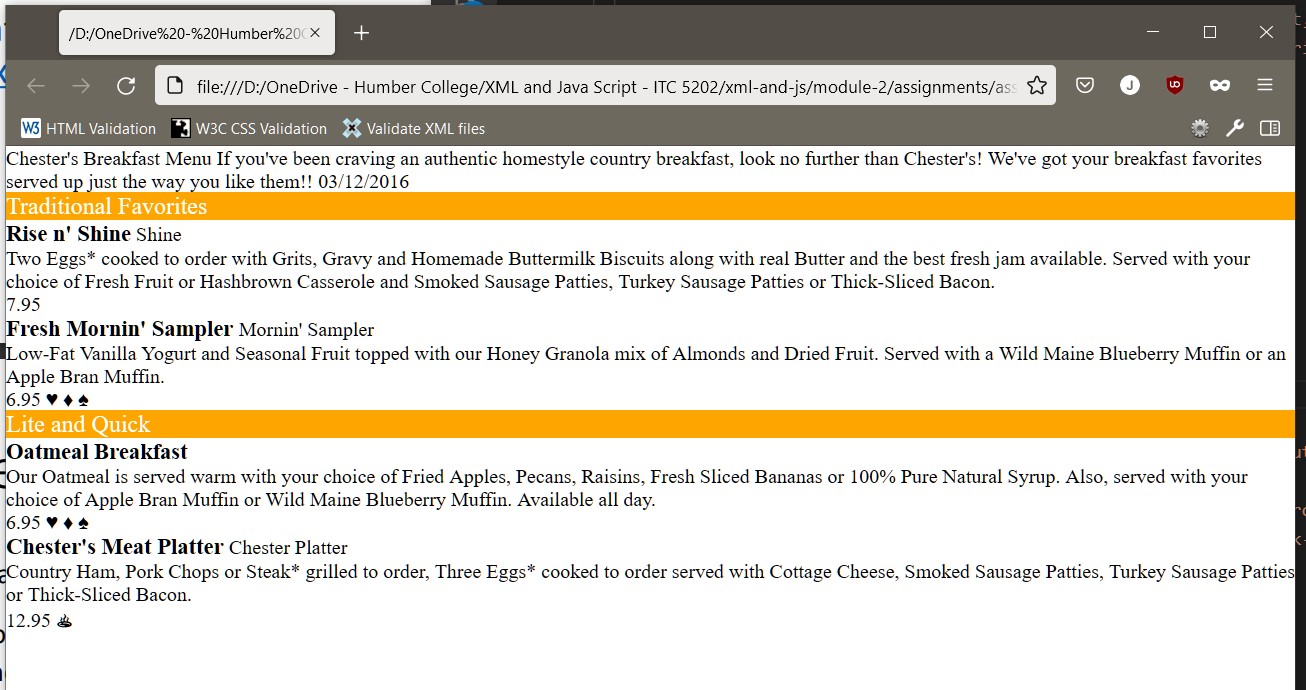 /D:/OneDrive%20-%20Humber%20C
file:///D:/OneDrive - Humber College/XML and Java Script - ITC 5202/xml-and-js/module-2/assignments/ass
J
HTML Validation W3C CSS Validation Validate XML files
Chester's Breakfast Menu If you've been craving an authentic homestyle country breakfast, look no further than Chester's! We've got your breakfast favorites
served up just the way you like them!! 03/12/2016
Traditional Favorites
Rise n' Shine Shine
Two Eggs* cooked to order with Grits, Gravy and Homemade Buttermilk Biscuits along with real Butter and the best fresh jam available. Served with your
choice of Fresh Fruit or Hashbrown Casserole and Smoked Sausage Patties, Turkey Sausage Patties or Thick-Sliced Bacon.
7.95
Fresh Mornin' Sampler Mornin' Sampler
Low-Fat Vanilla Yogurt and Seasonal Fruit topped with our Honey Granola mix of Almonds and Dried Fruit. Served with a Wild Maine Blueberry Muffin or an
Apple Bran Muffin.
6.95 ♥ ♦ ♠
Lite and Quick
Oatmeal Breakfast
Our Oatmeal is served warm with your choice of Fried Apples, Pecans, Raisins, Fresh Sliced Bananas or 100% Pure Natural Syrup. Also, served with your
choice of Apple Bran Muffin or Wild Maine Blueberry Muffin. Available all day.
6.95 ♥ ♦ ♠
Chester's Meat Platter Chester Platter
Country Ham, Pork Chops or Steak* grilled to order, Three Eggs* cooked to order served with Cottage Cheese, Smoked Sausage Patties, Turkey Sausage Patties
or Thick-Sliced Bacon.
12.95 ♨